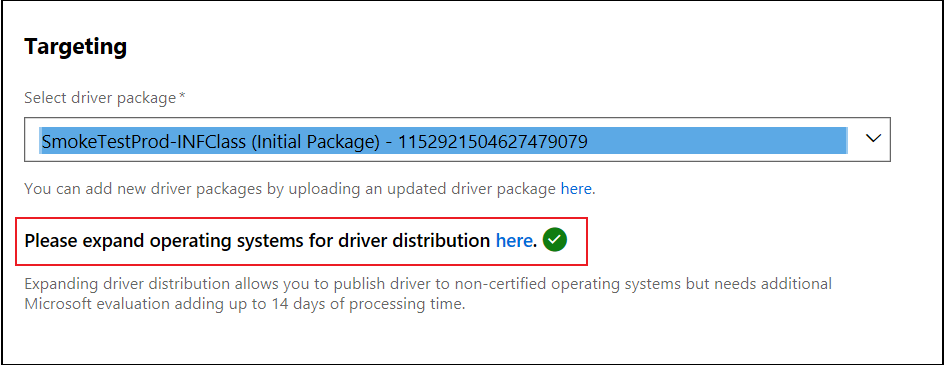 Targeting
Select driver package*
SmokeTestProd-INFClass (Initial Package) - 1152921504627479079
You can add new driver packages by uploading an updated driver package here.
Please expand operating systems for driver distribution here.
Expanding driver distribution allows you to publish driver to non-certified operating systems but needs additional
Microsoft evaluation adding up to 14 days of processing time.